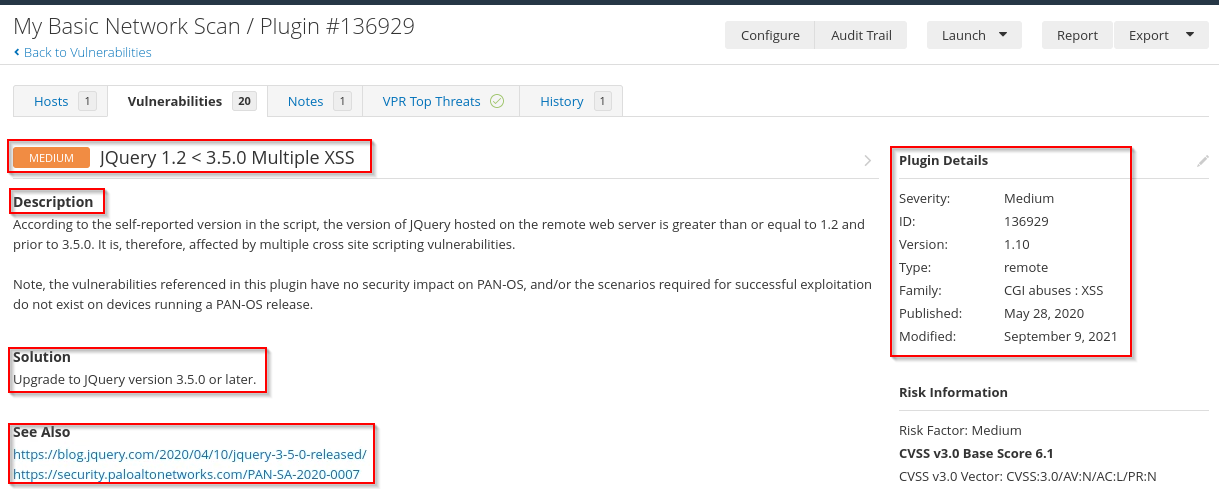 My Basic Network Scan / Plugin #136929
Back to Vulnerabilities
Configure Audit Trail Launch Report Export
Hosts 1 Vulnerabilities 20 Notes 1 VPR Top Threats History 1
MEDIUM JQuery 1.2 < 3.5.0 Multiple XSS
Description
According to the self-reported version in the script, the version of JQuery hosted on the remote web server is greater than or equal to 1.2 and
prior to 3.5.0. It is, therefore, affected by multiple cross site scripting vulnerabilities.
Note, the vulnerabilities referenced in this plugin have no security impact on PAN-OS, and/or the scenarios required for successful exploitation
do not exist on devices running a PAN-OS release.
Solution
Upgrade to JQuery version 3.5.0 or later.
See Also
https://blog.jquery.com/2020/04/10/jquery-3-5-0-released/
https://security.paloaltonetworks.com/PAN-SA-2020-0007
Plugin Details
Severity: Medium
ID: 136929
Version: 1.10
Type: remote
Family: CGI abuses : XSS
Published: May 28, 2020
Modified: September 9, 2021
Risk Information
Risk Factor: Medium
CVSS v3.0 Base Score 6.1
CVSS v3.0 Vector: CVSS:3.0/AV:N/AC:L/PR:N